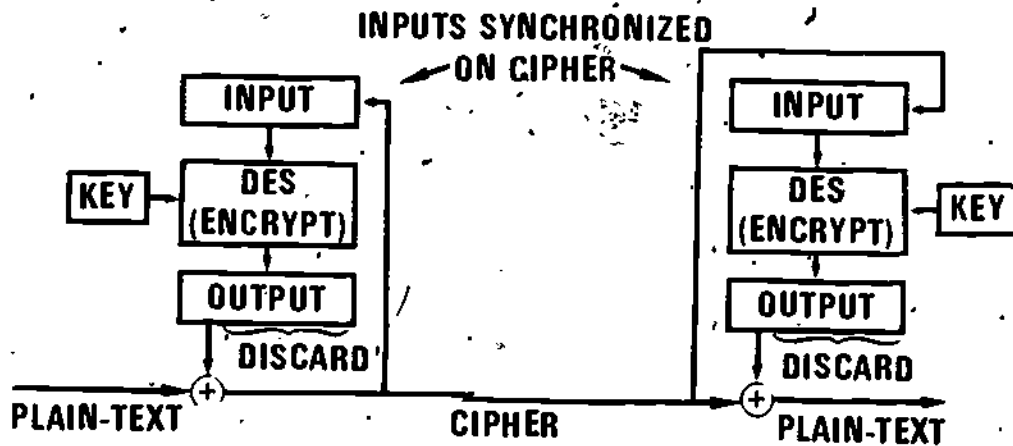 INPUTS SYNCHRONIZED
ON CIPHER
INPUT
KEY
DES
(ENCRYPT)
OUTPUT
DISCARD
PLAIN-TEXT
CIPHER
INPUT
DES
(ENCRYPT)
KEY
OUTPUT
DISCARD
PLAIN-TEXT